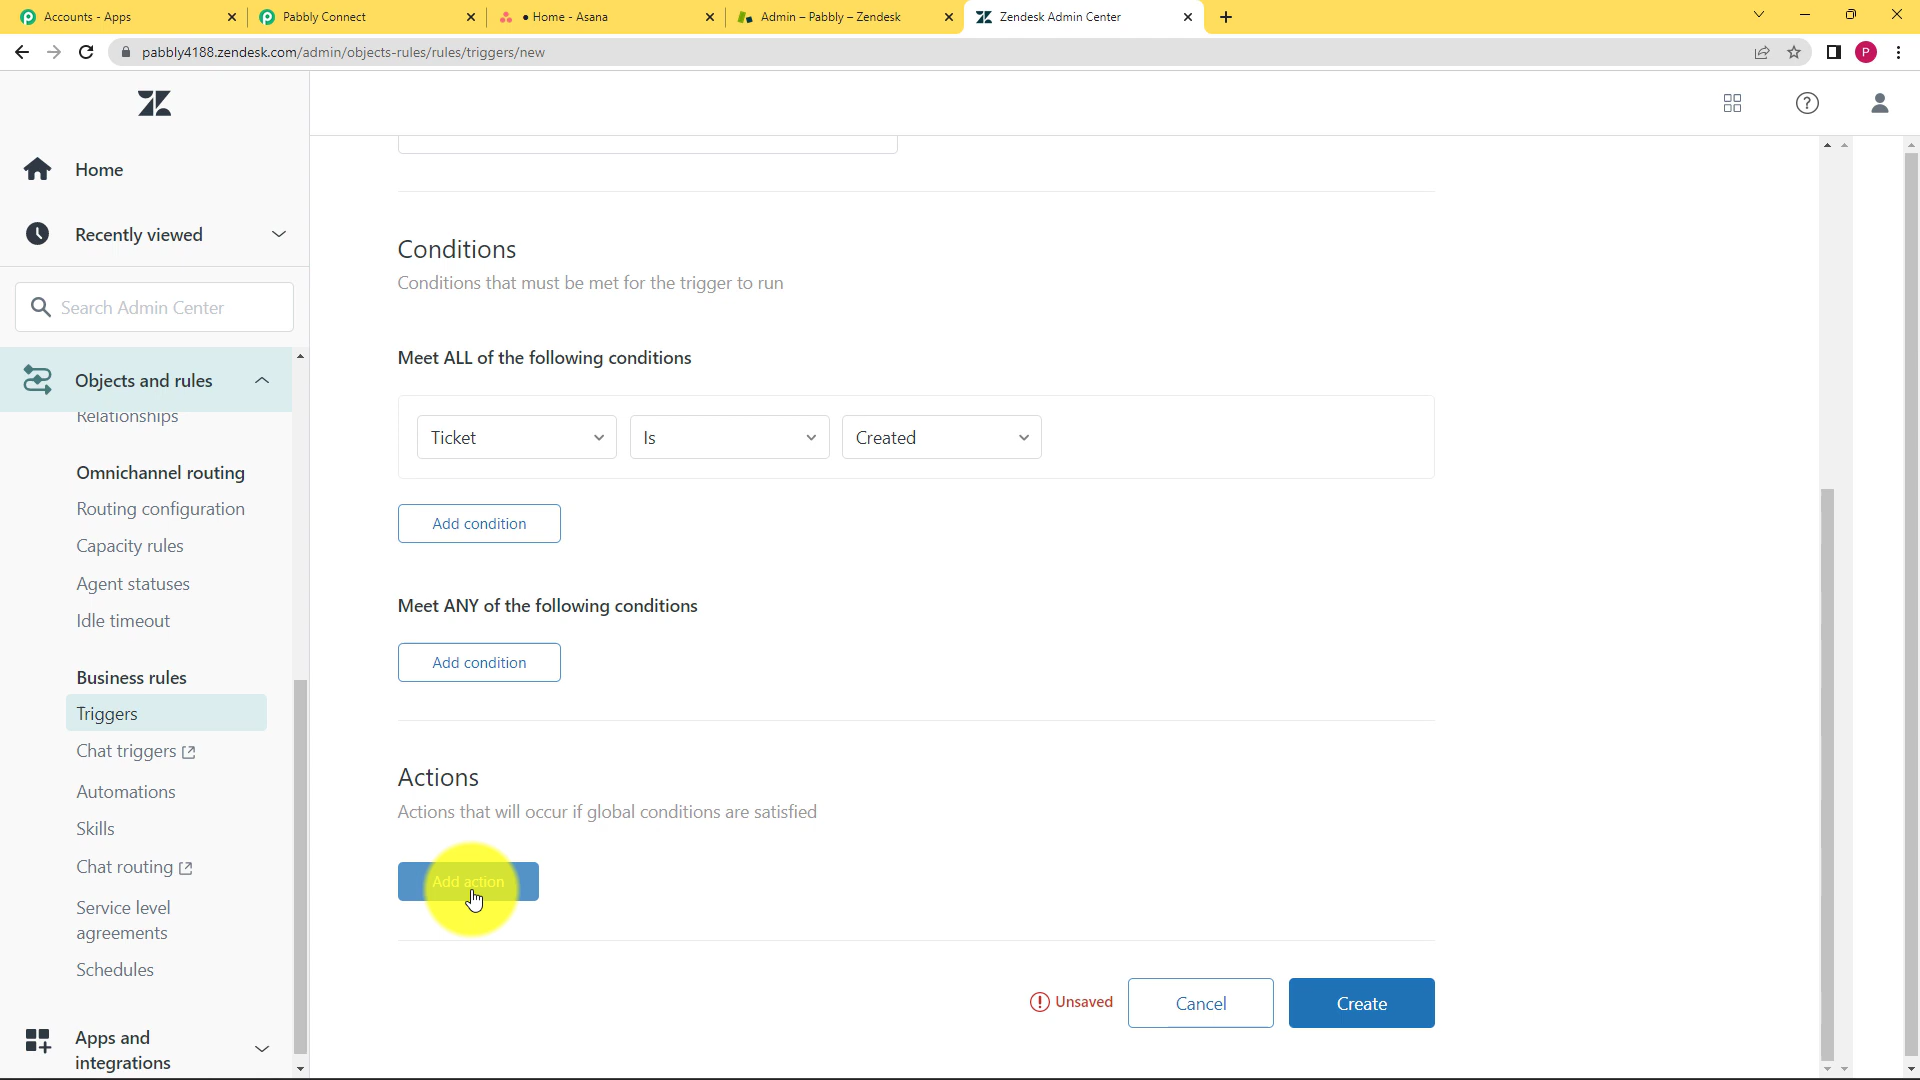 Accounts - Apps
Pabbly Connect
• Home - Asana
Admin – Pabbly – Zendesk
Zendesk Admin Center
pabbly4188.zendesk.com/admin/objects-rules/rules/triggers/new
P
Home
Recently viewed
Search Admin Center
Objects and rules
Relationships
Omnichannel routing
Routing configuration
Capacity rules
Agent statuses
Idle timeout
Business rules
Triggers
Chat triggers
Automations
Skills
Chat routing
Service level
agreements
Schedules
Apps and
integrations
Conditions
Conditions that must be met for the trigger to run
Meet ALL of the following conditions
Ticket
Is
Created
Add condition
Meet ANY of the following conditions
Add condition
Actions
Actions that will occur if global conditions are satisfied
Add action
Unsaved
Cancel
Create